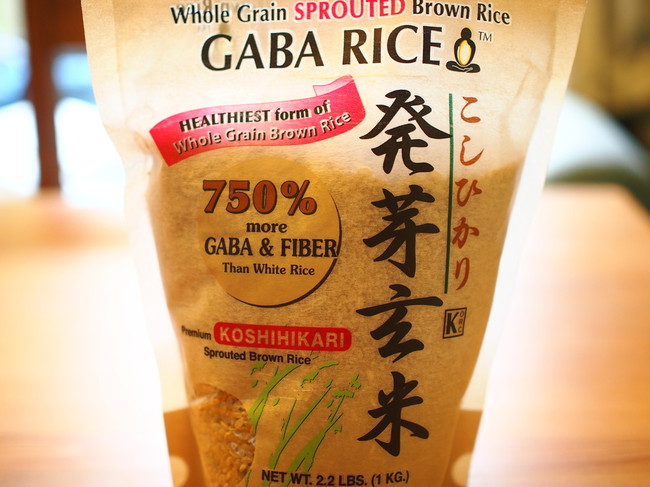 Whole Grain SPROUTED Brown Rice
GABA RICE™
HEALTHIEST form of
Whole Grain Brown Rice
750%
more
GABA & FIBER
Than White Rice
発芽玄米
こしひかり
K
Premium KOSHIHIKARI
Sprouted Brown Rice
NET WT. 2.2 LBS. (1 KG.)